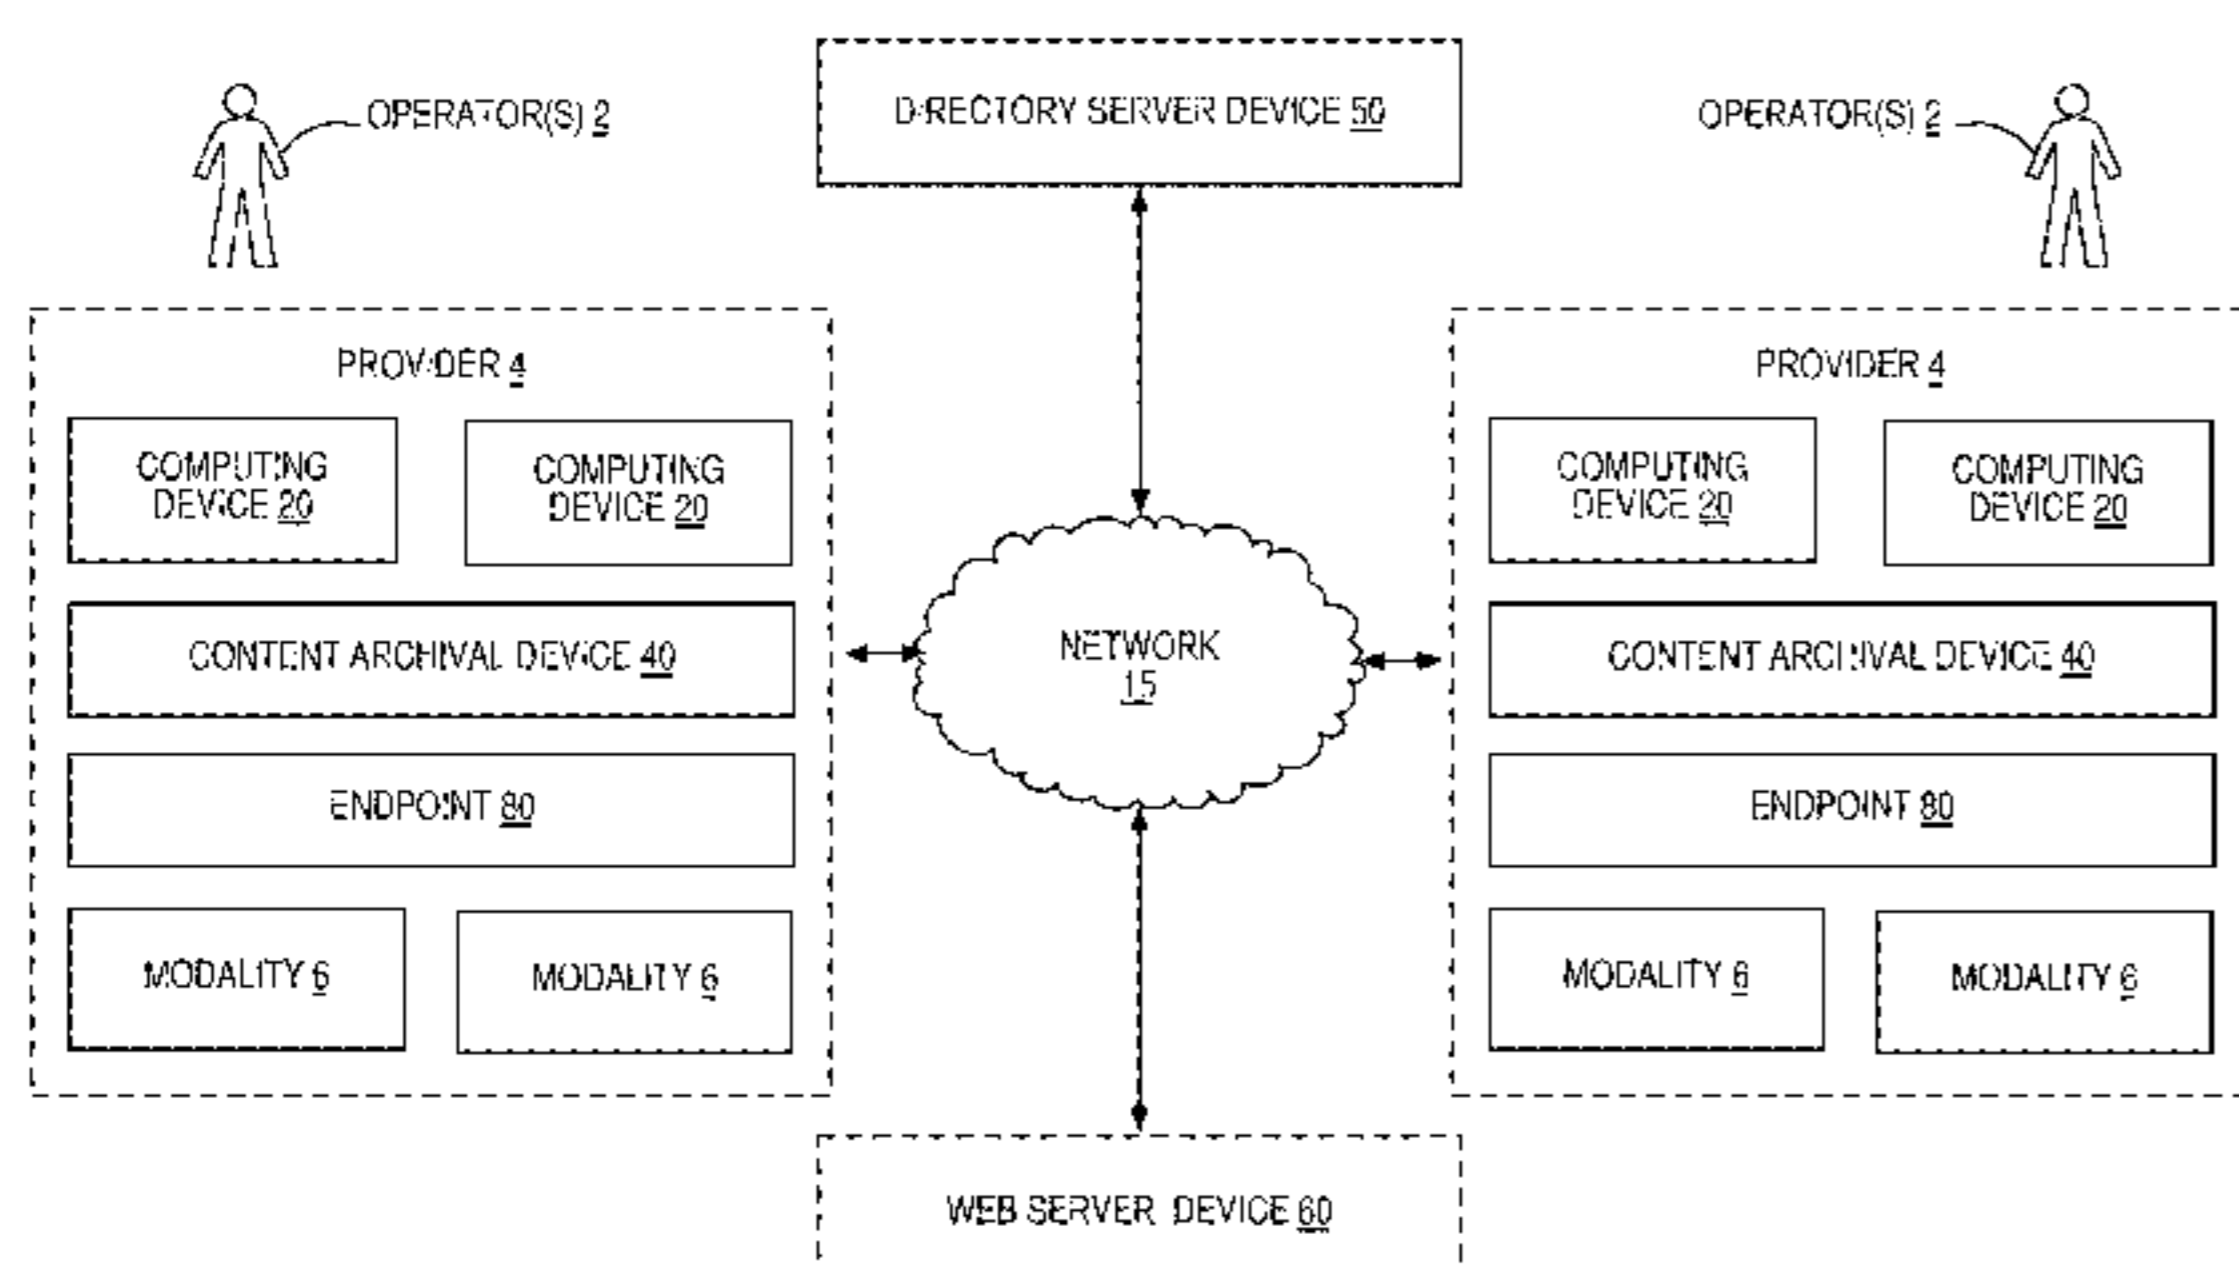 OPERATOR(S) 2
DIRECTORY SERVER DEVICE 50
OPERATOR(S) 2
PROVIDER 4
COMPUTING
DEVICE 20
COMPUTING
DEVICE 20
CONTENT ARCHIVAL DEVICE 40
ENDPOINT 80
MODALITY 6
MODALITY 6
NETWORK
15
PROVIDER 4
COMPUTING
DEVICE 20
COMPUTING
DEVICE 20
CONTENT ARCHIVAL DEVICE 40
ENDPOINT 80
MODALITY 6
MODALITY 6
WEB SERVER DEVICE 60